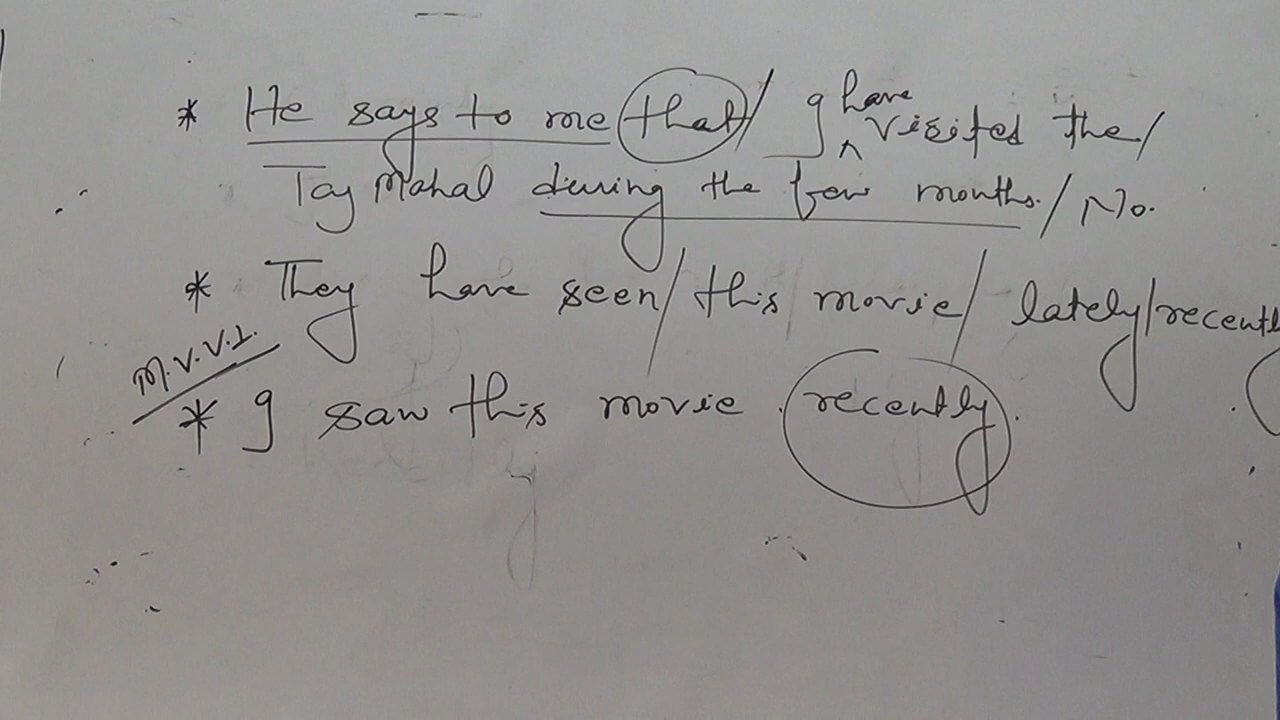 * He says to me that / I have visited the /
Taj Mahal during the few months. / No.
* They have seen / this movie / lately / recently
M.V.V.I.
* I saw this movie recently.